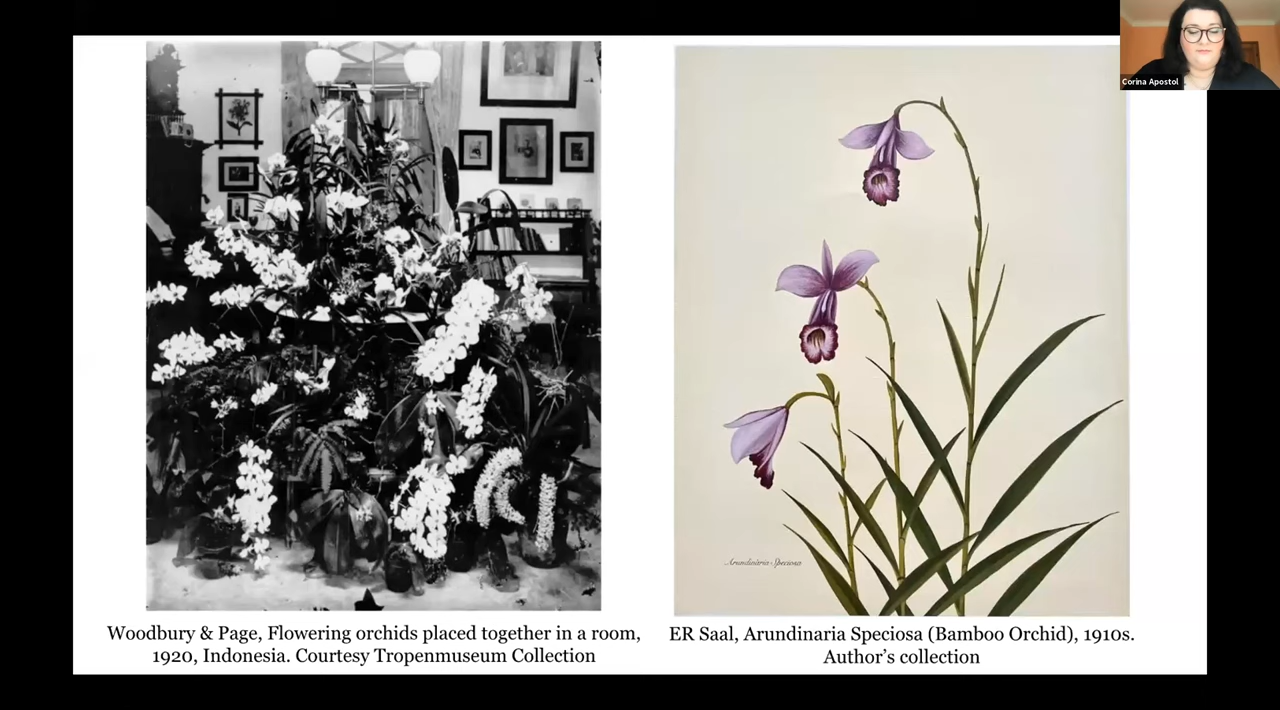 Corina Apostol
Arundinaria Speciosa
Woodbury & Page, Flowering orchids placed together in a room,
1920, Indonesia. Courtesy Tropenmuseum Collection
ER Saal, Arundinaria Speciosa (Bamboo Orchid), 1910s.
Author’s collection